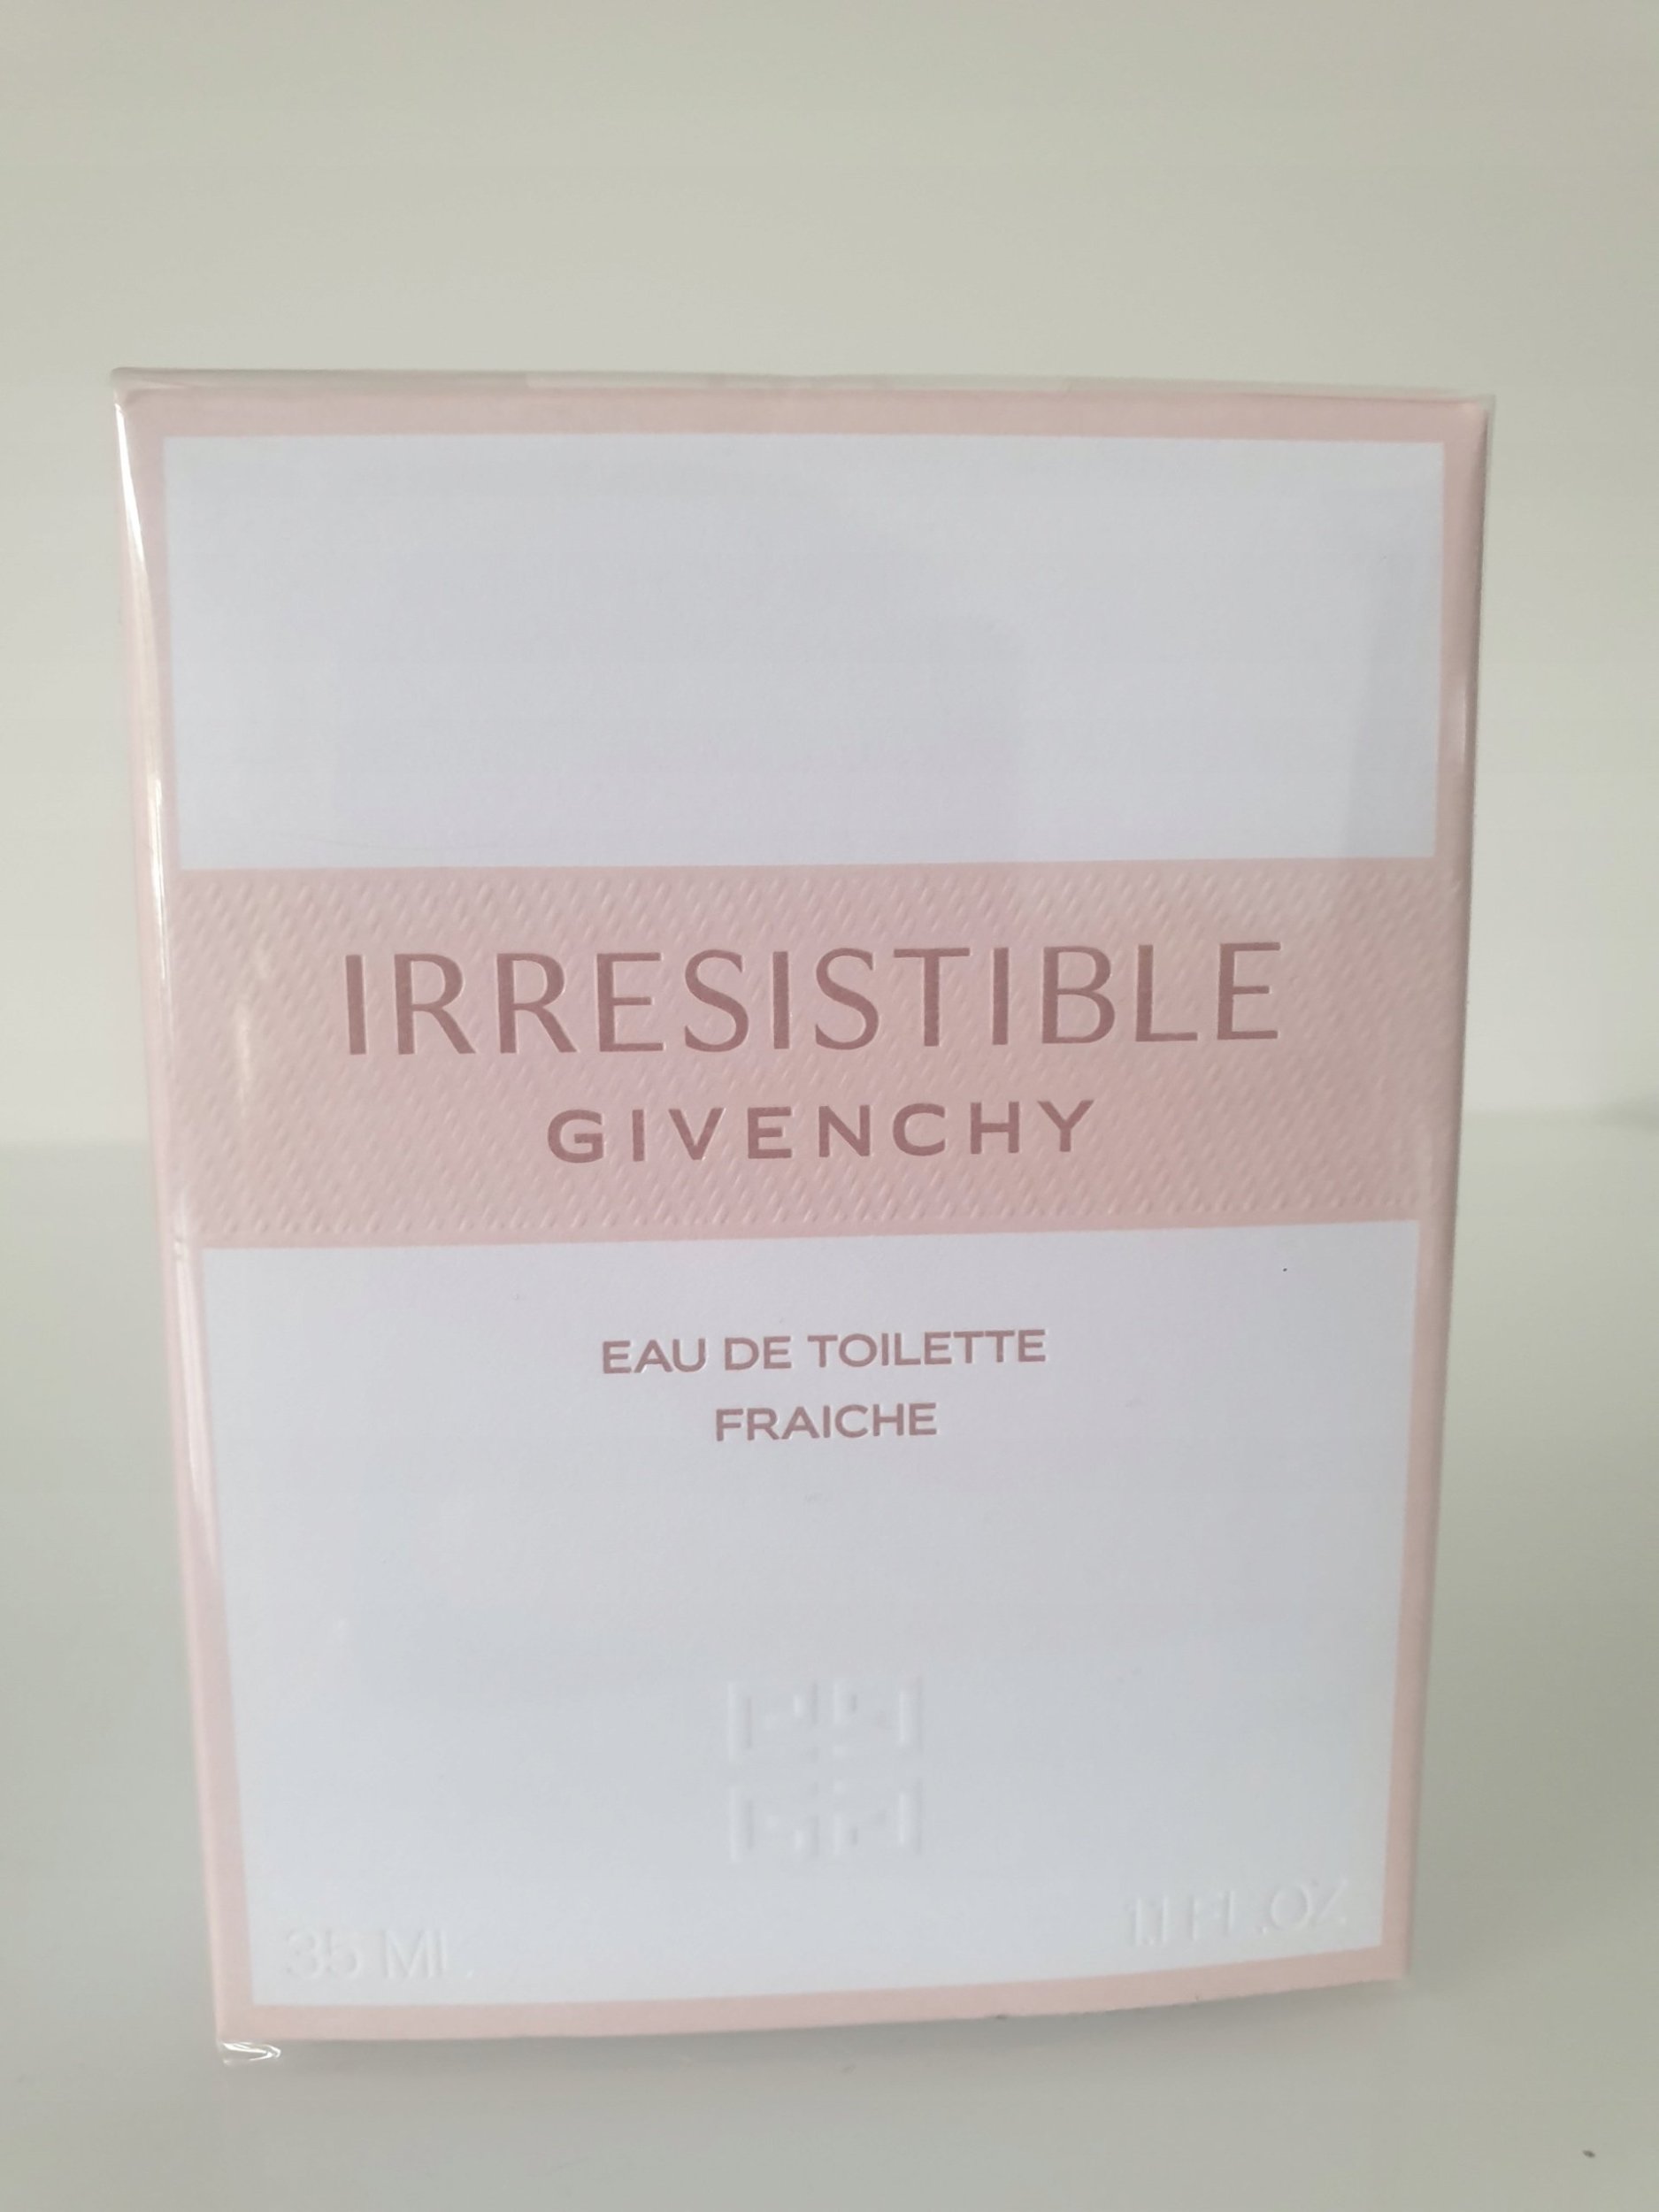 IRRESISTIBLE
GIVENCHY
EAU DE TOILETTE
FRAICHE
35 ML
1.1 FL.OZ